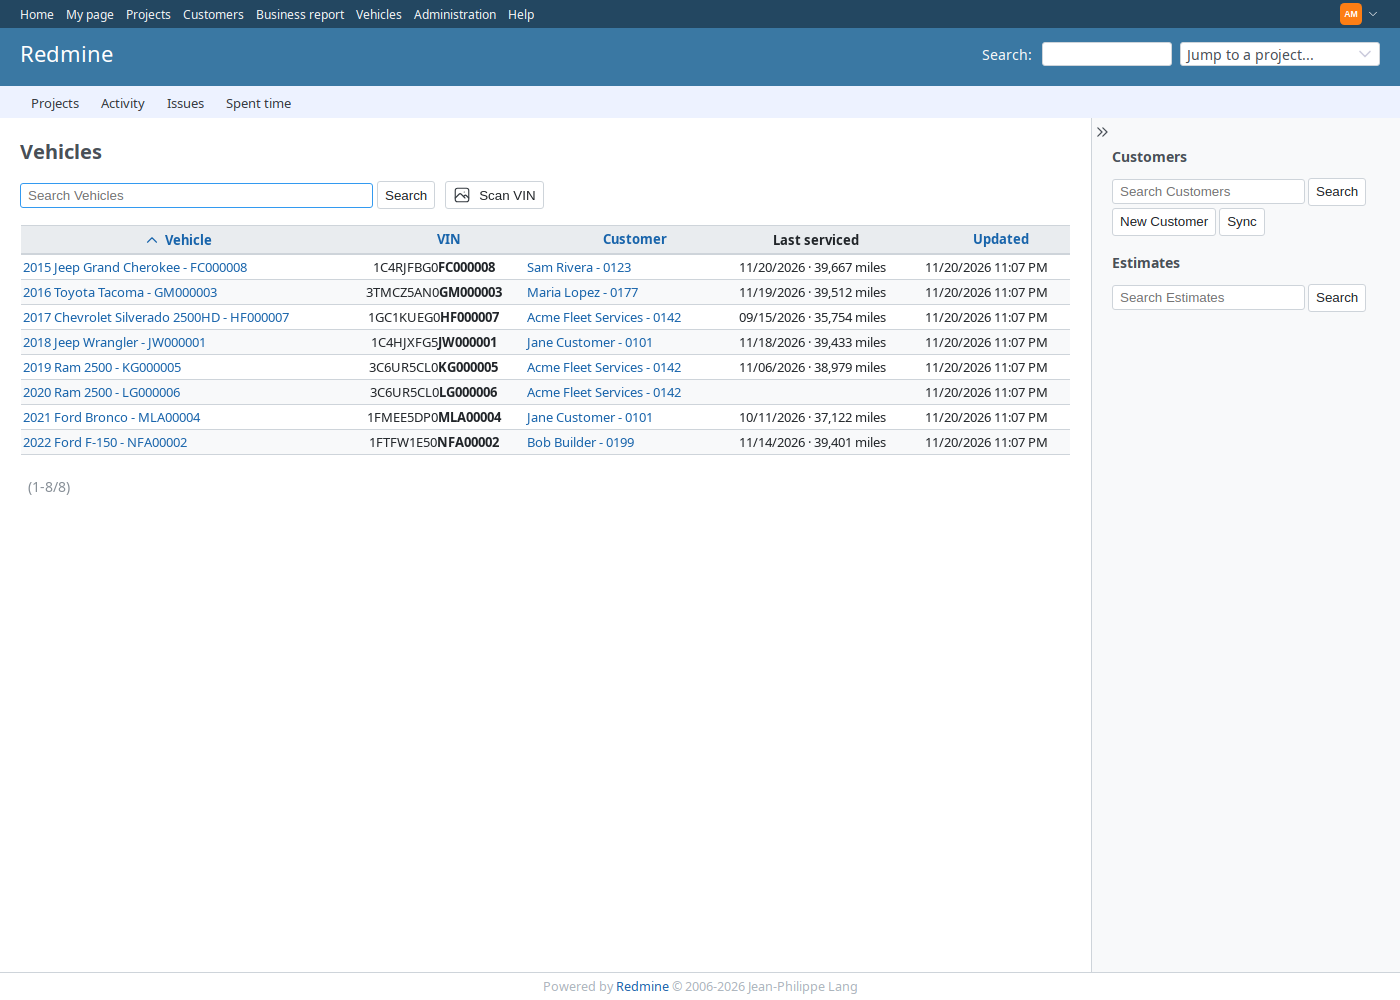 Home My page Projects Customers Business report Vehicles Administration Help AM
Redmine Search: Jump to a project...
Projects Activity Issues Spent time
Vehicles
Search Vehicles Search Scan VIN
Vehicle VIN Customer Last serviced Updated
2015 Jeep Grand Cherokee - FC000008 1C4RJFBG0FC000008 Sam Rivera - 0123 11/20/2026 · 39,667 miles 11/20/2026 11:07 PM
2016 Toyota Tacoma - GM000003 3TMCZ5AN0GM000003 Maria Lopez - 0177 11/19/2026 · 39,512 miles 11/20/2026 11:07 PM
2017 Chevrolet Silverado 2500HD - HF000007 1GC1KUEG0HF000007 Acme Fleet Services - 0142 09/15/2026 · 35,754 miles 11/20/2026 11:07 PM
2018 Jeep Wrangler - JW000001 1C4HJXFG5JW000001 Jane Customer - 0101 11/18/2026 · 39,433 miles 11/20/2026 11:07 PM
2019 Ram 2500 - KG000005 3C6UR5CL0KG000005 Acme Fleet Services - 0142 11/06/2026 · 38,979 miles 11/20/2026 11:07 PM
2020 Ram 2500 - LG000006 3C6UR5CL0LG000006 Acme Fleet Services - 0142 11/20/2026 11:07 PM
2021 Ford Bronco - MLA00004 1FMEE5DP0MLA00004 Jane Customer - 0101 10/11/2026 · 37,122 miles 11/20/2026 11:07 PM
2022 Ford F-150 - NFA00002 1FTFW1E50NFA00002 Bob Builder - 0199 11/14/2026 · 39,401 miles 11/20/2026 11:07 PM
(1-8/8)
Customers
Search Customers Search
New Customer Sync
Estimates
Search Estimates Search
Powered by Redmine © 2006-2026 Jean-Philippe Lang